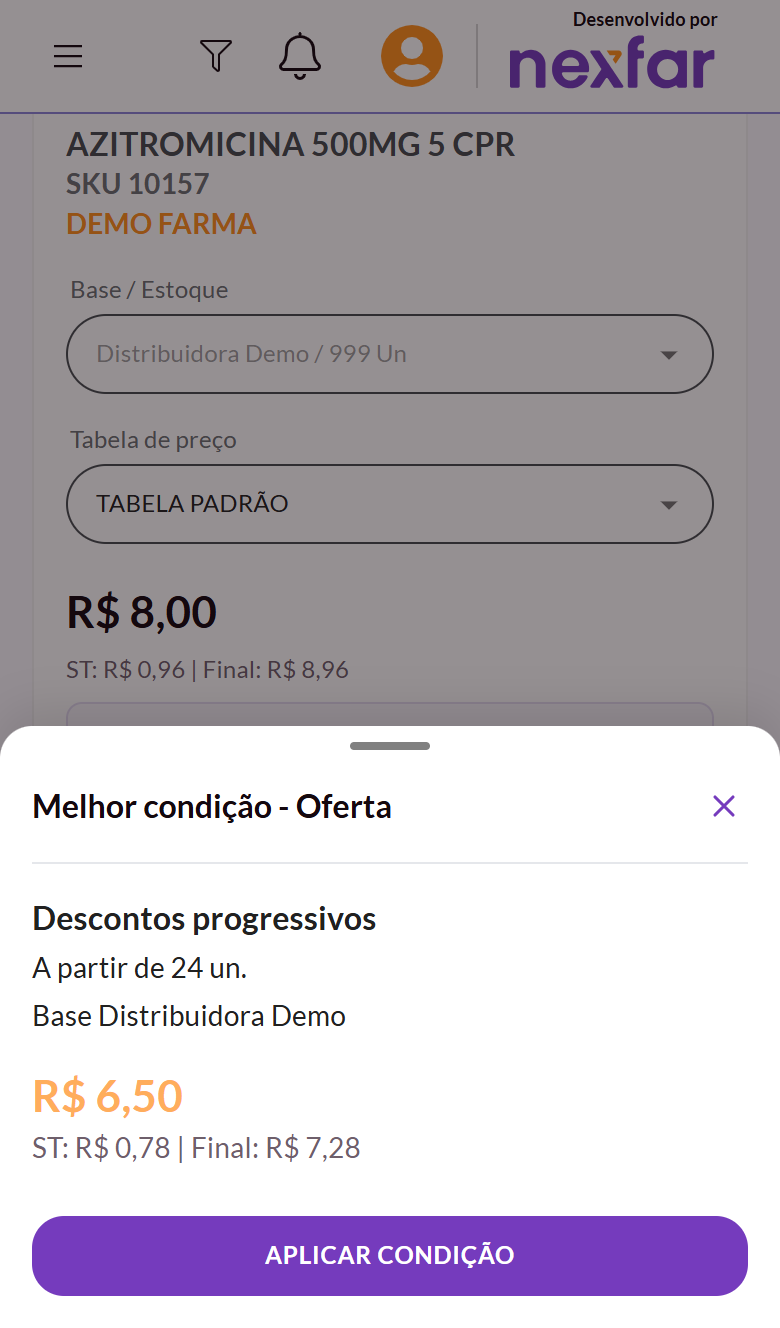 Desenvolvido por
nexfar
AZITROMICINA 500MG 5 CPR
SKU 10157
DEMO FARMA
Base / Estoque
Distribuidora Demo / 999 Un
Tabela de preço
TABELA PADRÃO
R$ 8,00
ST: R$ 0,96 | Final: R$ 8,96
Melhor condição - Oferta
Descontos progressivos
A partir de 24 un.
Base Distribuidora Demo
R$ 6,50
ST: R$ 0,78 | Final: R$ 7,28
APLICAR CONDIÇÃO